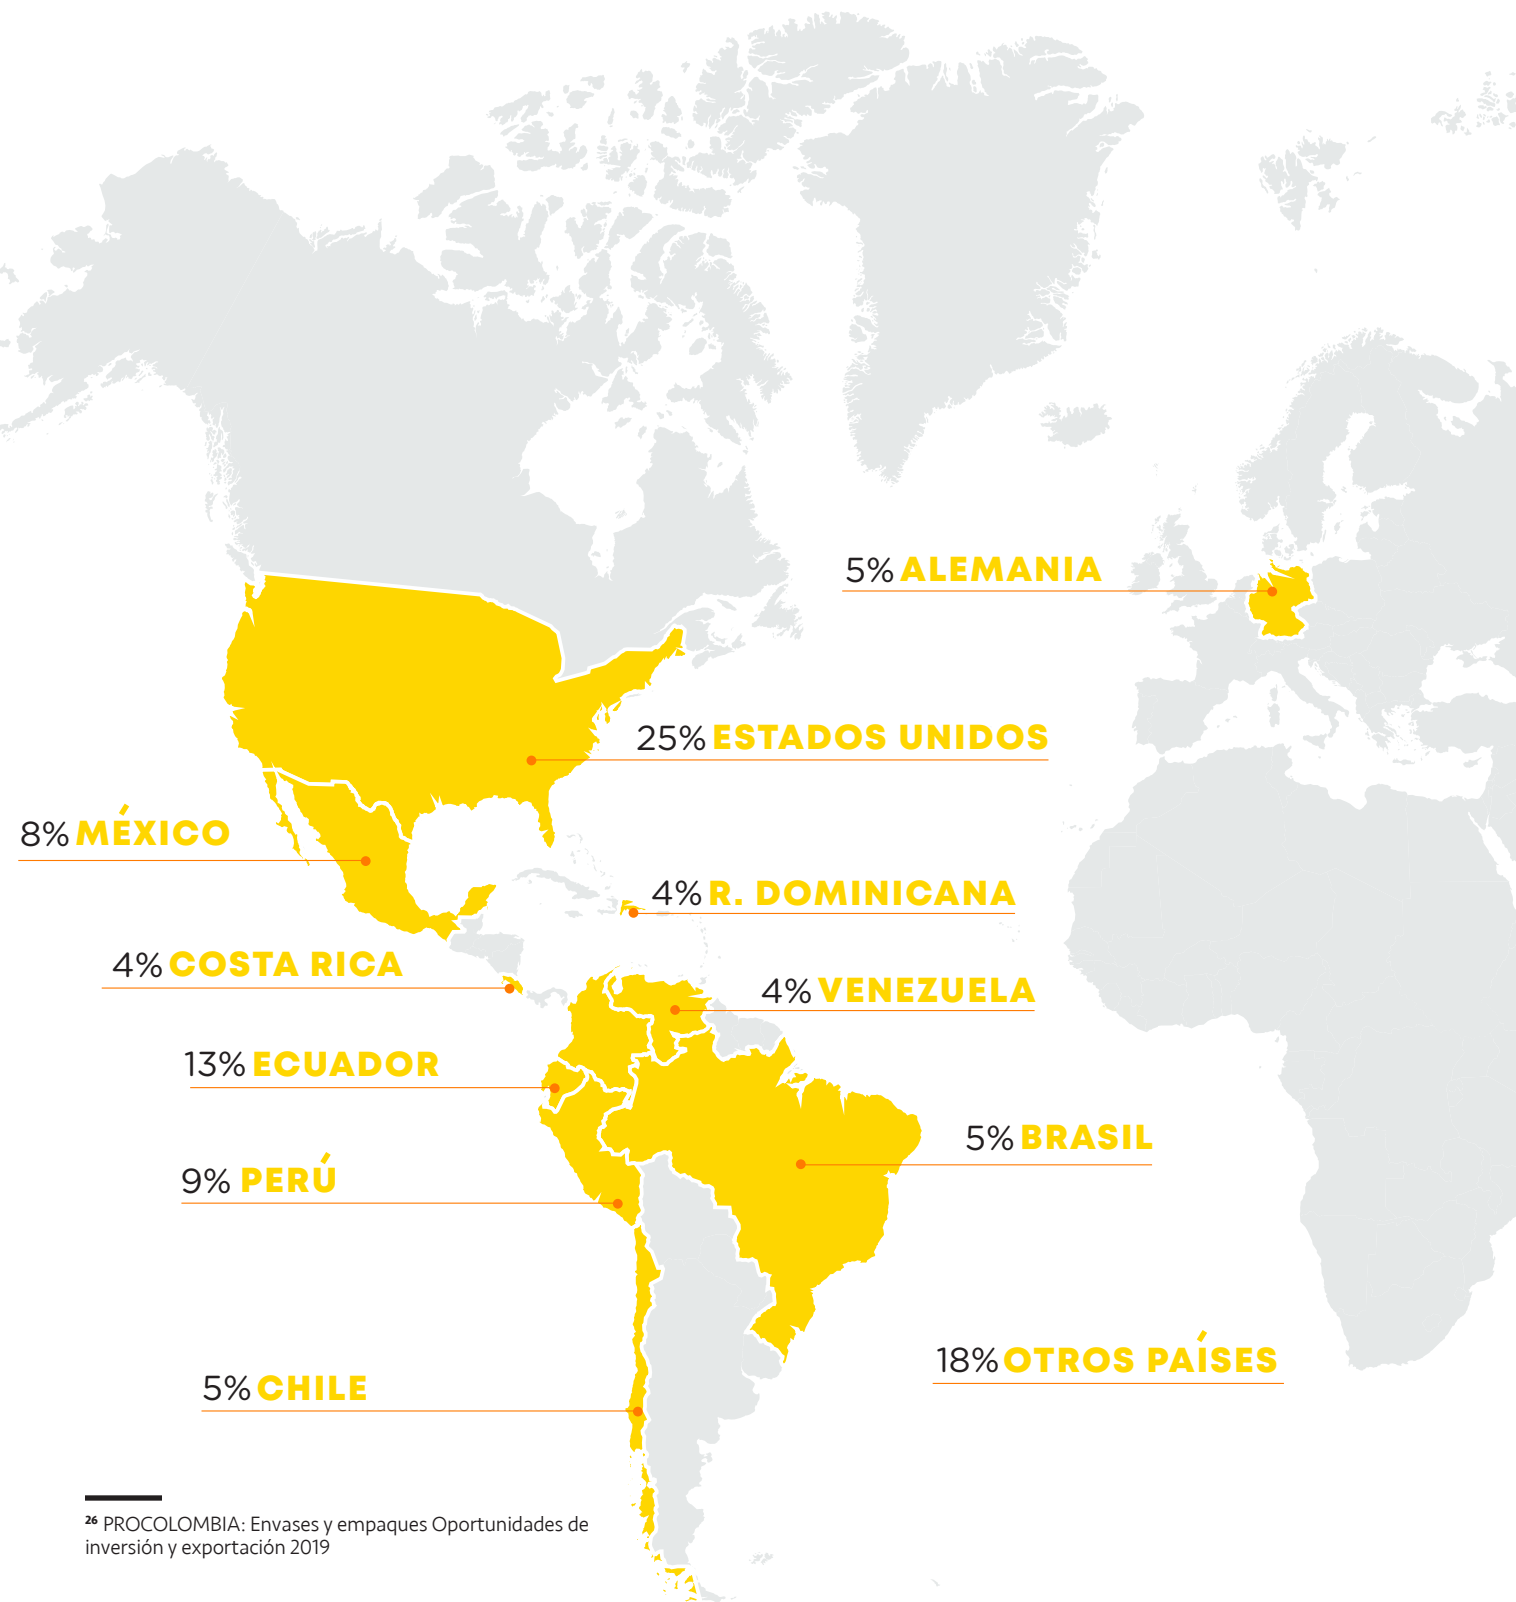 5% ALEMANIA
25% ESTADOS UNIDOS
8% MÉXICO
4% R. DOMINICANA
4% COSTA RICA
4% VENEZUELA
13% ECUADOR
5% BRASIL
9% PERÚ
18% OTROS PAÍSES
5% CHILE
26 PROCOLOMBIA: Envases y empaques Oportunidades de
inversión y exportación 2019